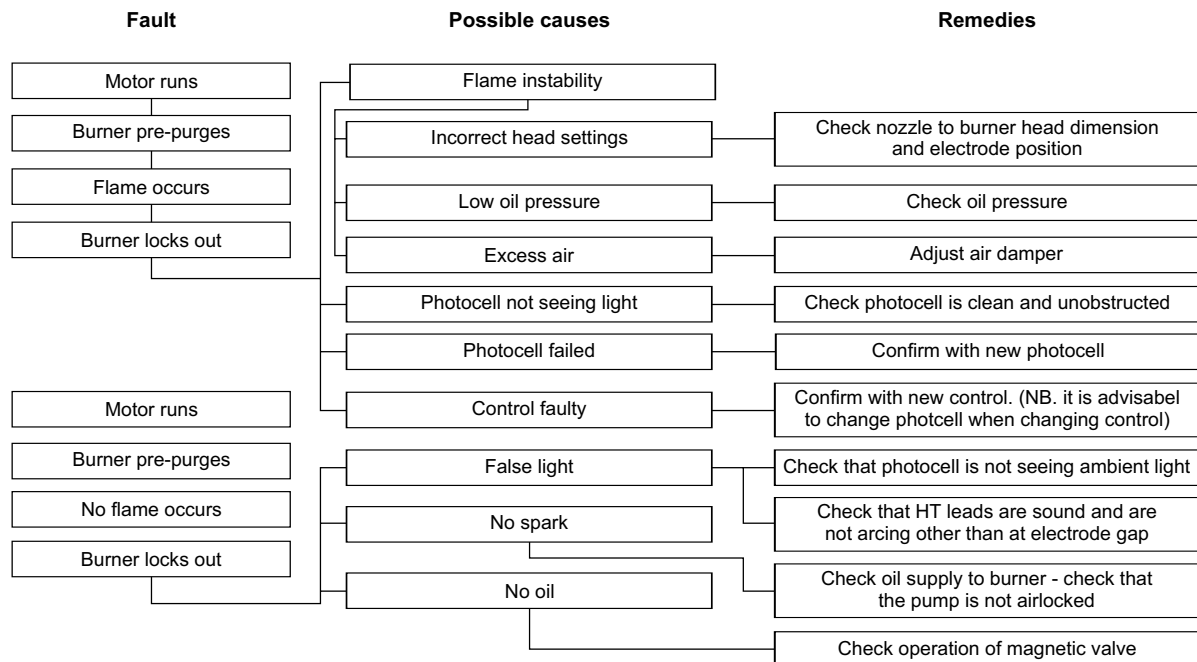 Fault
Possible causes
Remedies
Motor runs
Burner pre-purges
Flame occurs
Burner locks out
Flame instability
Incorrect head settings
Check nozzle to burner head dimension
and electrode position
Low oil pressure
Check oil pressure
Excess air
Adjust air damper
Photocell not seeing light
Check photocell is clean and unobstructed
Photocell failed
Confirm with new photocell
Control faulty
Confirm with new control. (NB. it is advisabel
to change photcell when changing control)
Motor runs
Burner pre-purges
No flame occurs
Burner locks out
False light
Check that photocell is not seeing ambient light
Check that HT leads are sound and are
not arcing other than at electrode gap
No spark
Check oil supply to burner - check that
the pump is not airlocked
No oil
Check operation of magnetic valve